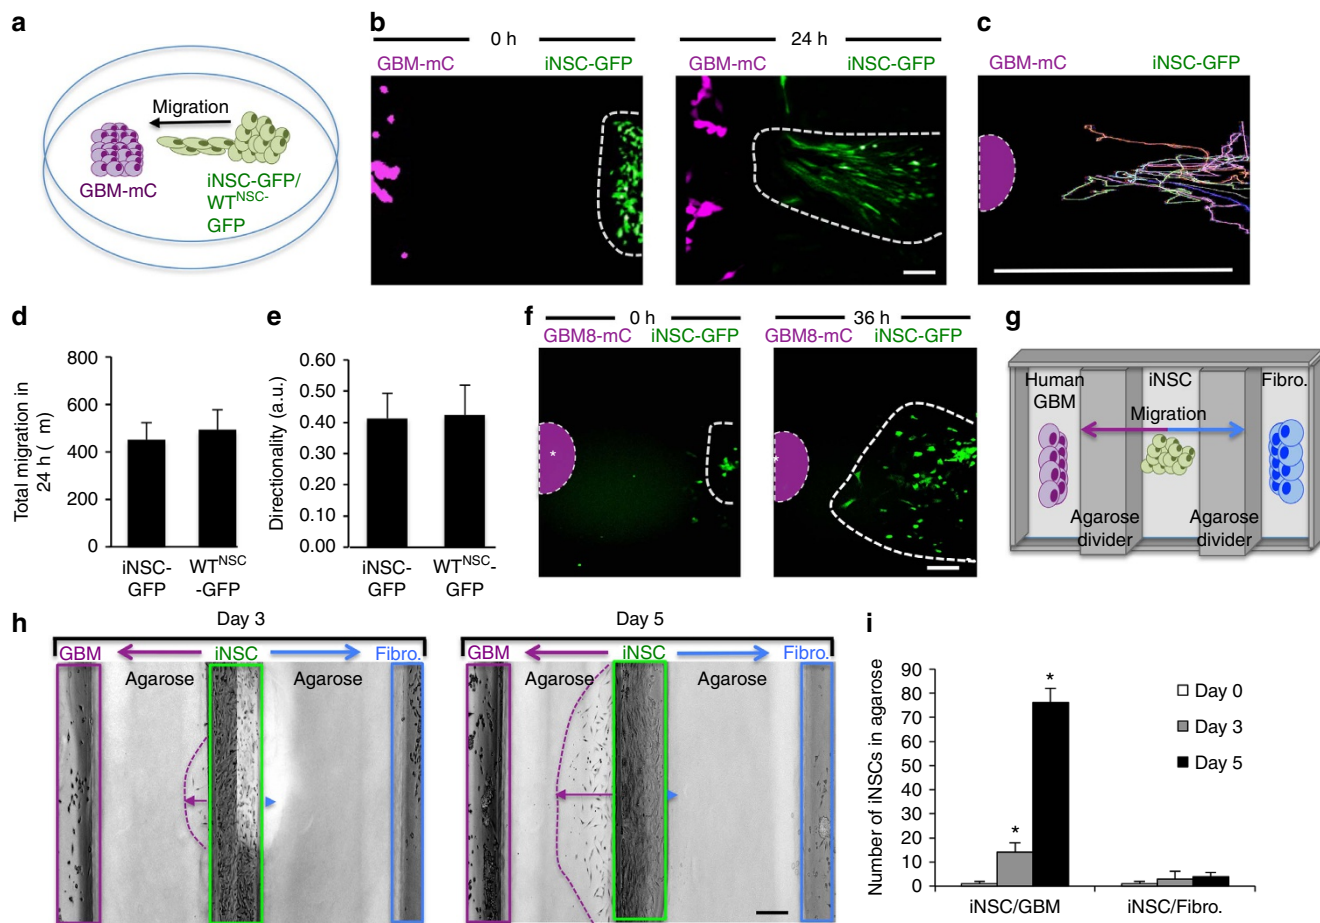 a
Migration
GBM-mC
iNSC-GFP/
WT^NSC-
GFP
b
0 h
24 h
GBM-mC iNSC-GFP
GBM-mC iNSC-GFP
c
GBM-mC iNSC-GFP
d
Total migration in
24 h ( m)
800
600
400
200
0
iNSC-
GFP
WT^NSC
-GFP
e
Directionality (a.u.)
0.60
0.50
0.40
0.30
0.20
0.10
0.00
iNSC-
GFP
WT^NSC-
GFP
f
0 h
36 h
GBM8-mC iNSC-GFP
GBM8-mC iNSC-GFP
*
*
g
Human
GBM
iNSC
Fibro.
Migration
Agarose
divider
Agarose
divider
h
Day 3
GBM iNSC Fibro.
Agarose Agarose
Day 5
GBM iNSC Fibro.
Agarose Agarose
i
Number of iNSCs in agarose
90
80
70
60
50
40
30
20
10
0
*
*
Day 0
Day 3
Day 5
iNSC/GBM
iNSC/Fibro.